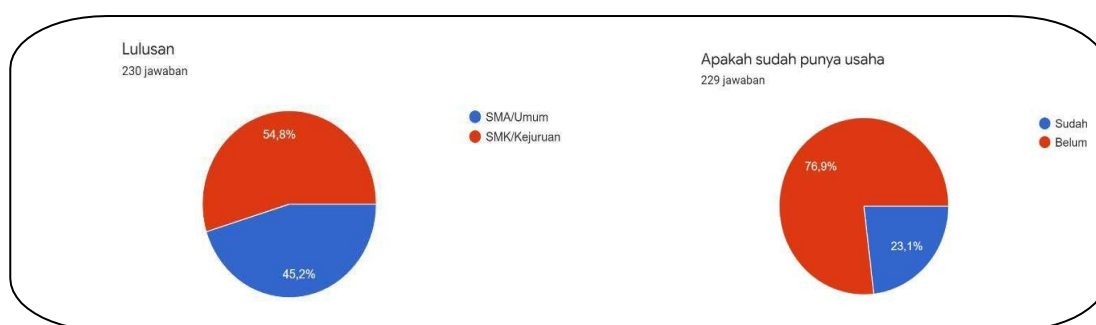 Lulusan
230 jawaban
54,8%
45,2%
SMA/Umum
SMK/Kejuruan
Apakah sudah punya usaha
229 jawaban
76,9%
23,1%
Sudah
Belum